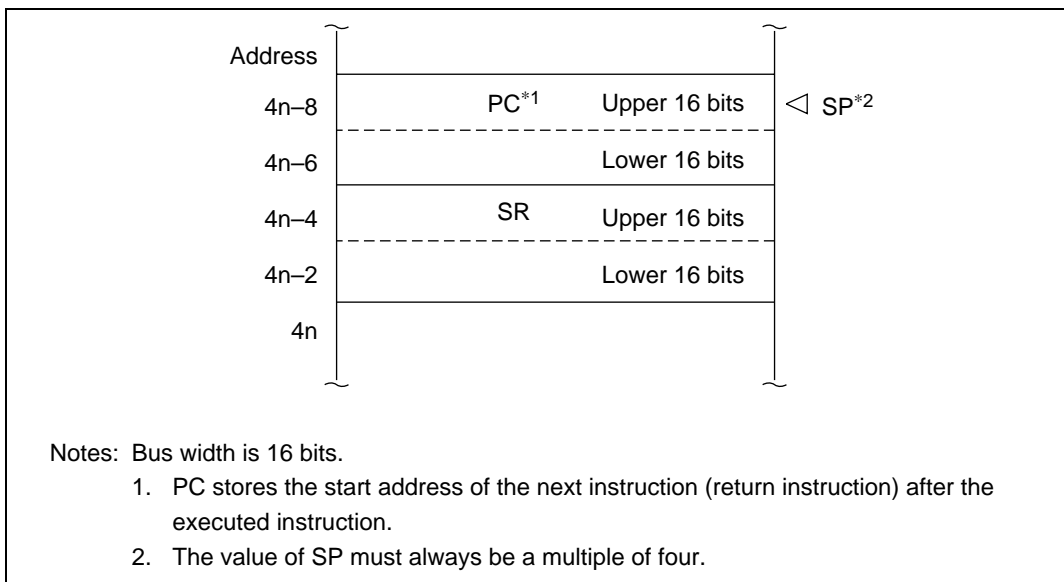 Address
4n–8 PC*1 Upper 16 bits SP*2
4n–6 Lower 16 bits
4n–4 SR Upper 16 bits
4n–2 Lower 16 bits
4n
Notes: Bus width is 16 bits.
1. PC stores the start address of the next instruction (return instruction) after the
executed instruction.
2. The value of SP must always be a multiple of four.